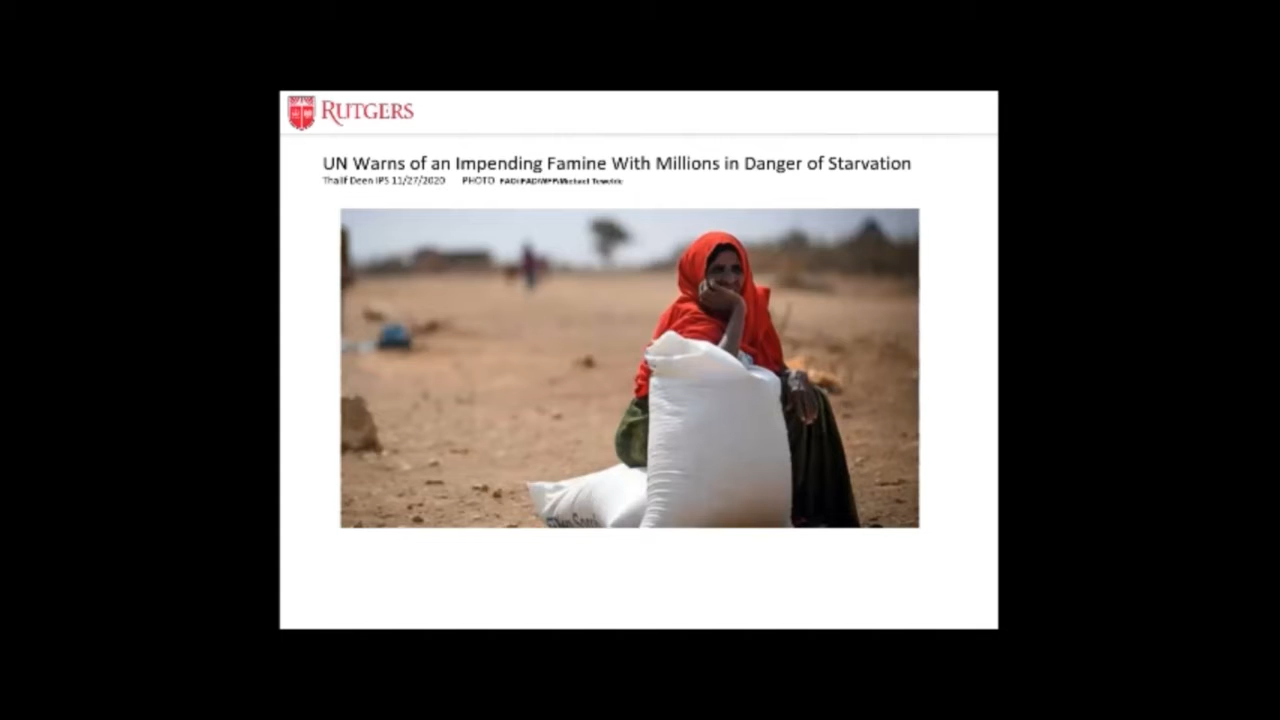 RUTGERS
UN Warns of an Impending Famine With Millions in Danger of Starvation
Thalif Deen IPS 11/27/2020 PHOTO